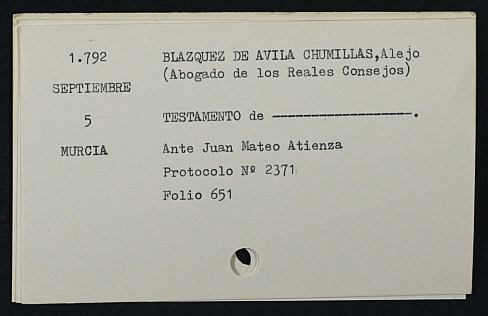 1.792 BLAZQUEZ DE AVILA CHUMILLAS,Alejo
(Abogado de los Reales Consejos)
SEPTIEMBRE
5 TESTAMENTO de ------------------.
MURCIA Ante Juan Mateo Atienza
Protocolo Nº 2371
Folio 651